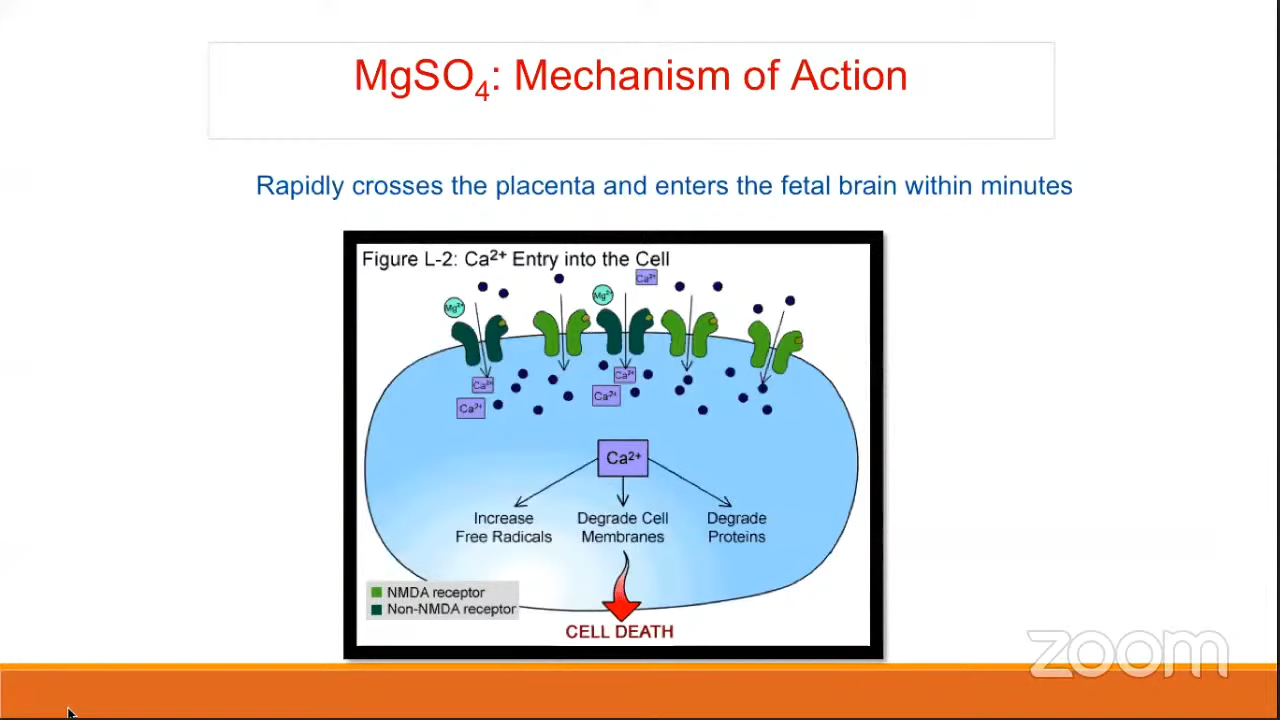 MgSO₄: Mechanism of Action
Rapidly crosses the placenta and enters the fetal brain within minutes
Figure L-2: Ca²⁺ Entry into the Cell
Ca²⁺
Mg²⁺
Mg²⁺
Ca²⁺
Ca²⁺
Ca²⁺
Ca²⁺
Ca²⁺
Increase
Free Radicals
Degrade Cell
Membranes
Degrade
Proteins
NMDA receptor
Non-NMDA receptor
CELL DEATH
zoom